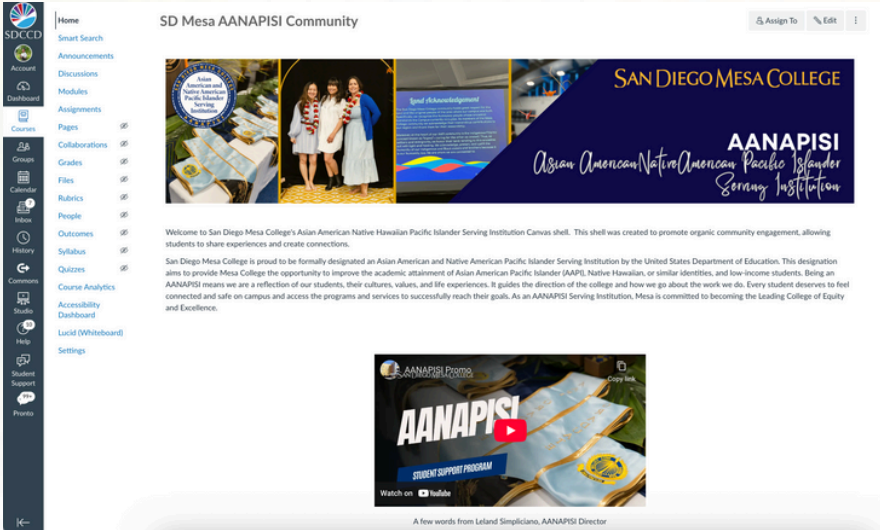 SDCCD
Account
Dashboard
Courses
Groups
Calendar
7
Inbox
History
Commons
Studio
10
Help
Student
Support
99+
Pronto
Home
Smart Search
Announcements
Discussions
Modules
Assignments
Pages
Collaborations
Grades
Files
Rubrics
People
Outcomes
Syllabus
Quizzes
Course Analytics
Accessibility
Dashboard
Lucid (Whiteboard)
Settings
SD Mesa AANAPISI Community
Assign To
Edit
Asian
American and
Native American
Pacific Islander
Serving
Institution
Land Acknowledgement
SAN DIEGO MESA COLLEGE
AANAPISI
Asian American Native American Pacific Islander
Serving Institution
Welcome to San Diego Mesa College's Asian American Native Hawaiian Pacific Islander Serving Institution Canvas shell. This shell was created to promote organic community engagement, allowing
students to share experiences and create connections.
San Diego Mesa College is proud to be formally designated an Asian American and Native American Pacific Islander Serving Institution by the United States Department of Education. This designation
aims to provide Mesa College the opportunity to improve the academic attainment of Asian American Pacific Islander (AAPI), Native Hawaiian, or similar identities, and low-income students. Being an
AANAPISI means we are a reflection of our students, their cultures, values, and life experiences. It guides the direction of the college and how we go about the work we do. Every student deserves to feel
connected and safe on campus and access the programs and services to successfully reach their goals. As an AANAPISI Serving Institution, Mesa is committed to becoming the Leading College of Equity
and Excellence.
AANAPISI Promo
SAN DIEGO MESA COLLEGE
Copy link
AANAPISI
STUDENT SUPPORT PROGRAM
Watch on YouTube
A few words from Leland Simpliciano, AANAPISI Director